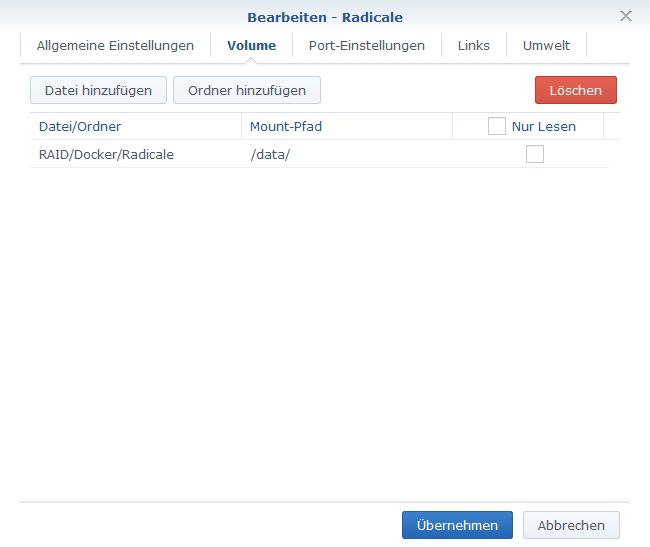 Bearbeiten - Radicale
Allgemeine Einstellungen Volume Port-Einstellungen Links Umwelt
Datei hinzufügen Ordner hinzufügen Löschen
Datei/Ordner Mount-Pfad Nur Lesen
RAID/Docker/Radicale /data/
Übernehmen Abbrechen